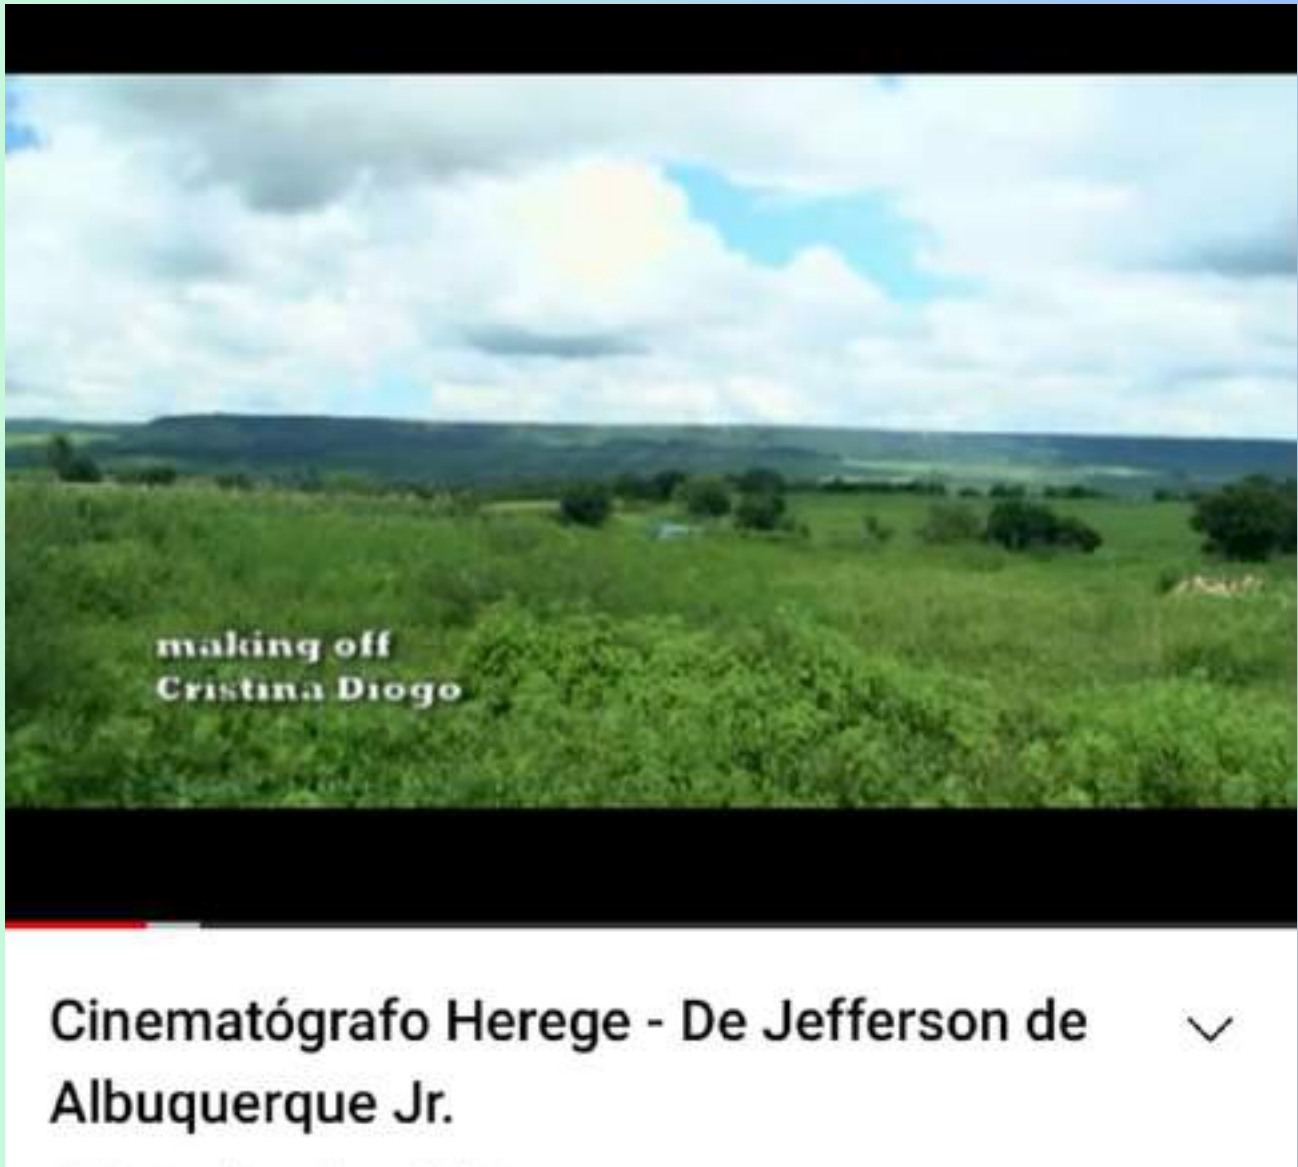 making off
Cristina Diogo
Cinematógrafo Herege - De Jefferson de
Albuquerque Jr.